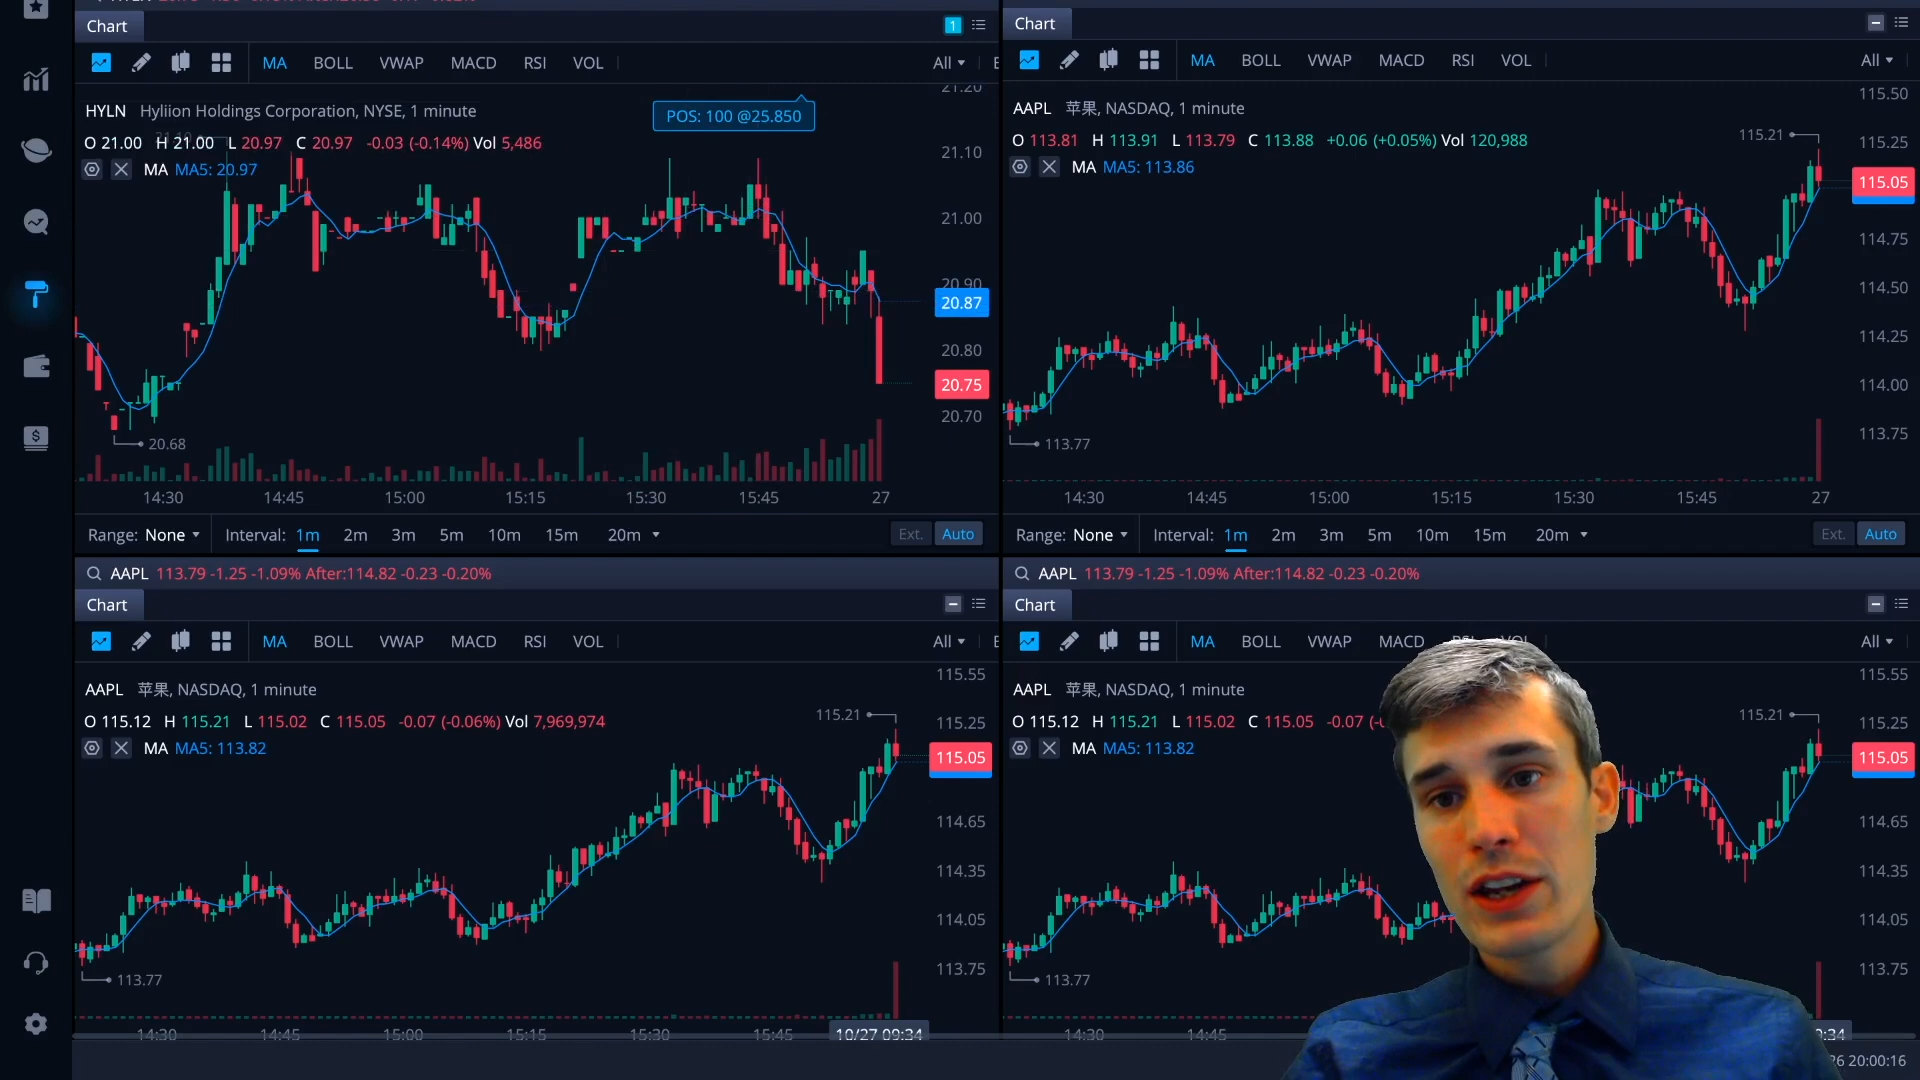 Chart
1
MA BOLL VWAP MACD RSI VOL All
21.20
HYLN Hyliion Holdings Corporation, NYSE, 1 minute
POS: 100 @25.850
O 21.00 H 21.00 L 20.97 C 20.97 -0.03 (-0.14%) Vol 5,486
MA MA5: 20.97
21.10
21.00
20.90
20.87
20.80
20.75
20.70
20.68
14:30 14:45 15:00 15:15 15:30 15:45 27
Range: None Interval: 1m 2m 3m 5m 10m 15m 20m Ext. Auto
Chart
MA BOLL VWAP MACD RSI VOL All
AAPL 苹果, NASDAQ, 1 minute
115.50
O 113.81 H 113.91 L 113.79 C 113.88 +0.06 (+0.05%) Vol 120,988
115.21
115.25
MA MA5: 113.86
115.05
114.75
114.50
114.25
114.00
113.75
113.77
14:30 14:45 15:00 15:15 15:30 15:45 27
Range: None Interval: 1m 2m 3m 5m 10m 15m 20m Ext. Auto
AAPL 113.79 -1.25 -1.09% After:114.82 -0.23 -0.20%
Chart
MA BOLL VWAP MACD RSI VOL All
115.55
AAPL 苹果, NASDAQ, 1 minute
O 115.12 H 115.21 L 115.02 C 115.05 -0.07 (-0.06%) Vol 7,969,974
115.21
115.25
MA MA5: 113.82
115.05
114.65
114.35
114.05
113.75
113.77
14:30 14:45 15:00 15:15 15:30 15:45 10/27 09:34
AAPL 113.79 -1.25 -1.09% After:114.82 -0.23 -0.20%
Chart
MA BOLL VWAP MACD RSI VOL All
115.55
AAPL 苹果, NASDAQ, 1 minute
O 115.12 H 115.21 L 115.02 C 115.05 -0.07
115.21
115.25
MA MA5: 113.82
115.05
114.65
114.35
114.05
113.75
113.77
14:30 14:45
20:00:16